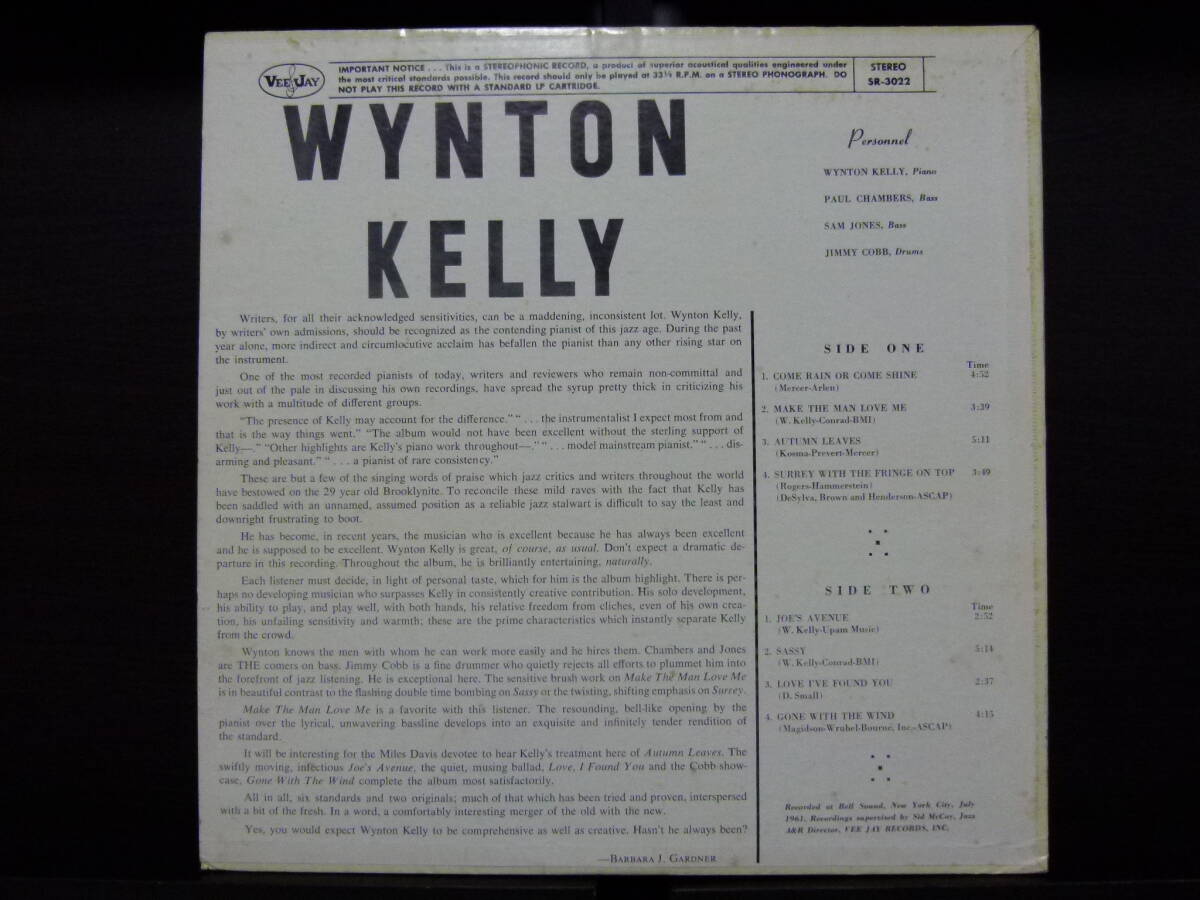 VEE JAY
IMPORTANT NOTICE . . . This is a STEREOPHONIC RECORD, a product of superior acoustical qualities engineered under
the most critical standards possible. This record should only be played at 33⅓ R.P.M. on a STEREO PHONOGRAPH. DO
NOT PLAY THIS RECORD WITH A STANDARD LP CARTRIDGE.
STEREO
SR-3022
WYNTON
KELLY
Personnel
WYNTON KELLY, Piano
PAUL CHAMBERS, Bass
SAM JONES, Bass
JIMMY COBB, Drums
Writers, for all their acknowledged sensitivities, can be a maddening, inconsistent lot. Wynton Kelly,
by writers' own admissions, should be recognized as the contending pianist of this jazz age. During the past
year alone, more indirect and circumlocutive acclaim has befallen the pianist than any other rising star on
the instrument.
One of the most recorded pianists of today, writers and reviewers who remain non-committal and
just out of the pale in discussing his own recordings, have spread the syrup pretty thick in criticizing his
work with a multitude of different groups.
"The presence of Kelly may account for the difference." ". . . the instrumentalist I expect most from and
that is the way things went." "The album would not have been excellent without the sterling support of
Kelly—." "Other highlights are Kelly's piano work throughout—." ". . . model mainstream pianist." ". . . dis-
arming and pleasant." ". . . a pianist of rare consistency."
These are but a few of the singing words of praise which jazz critics and writers throughout the world
have bestowed on the 29 year old Brooklynite. To reconcile these mild raves with the fact that Kelly has
been saddled with an unnamed, assumed position as a reliable jazz stalwart is difficult to say the least and
downright frustrating to boot.
He has become, in recent years, the musician who is excellent because he has always been excellent
and he is supposed to be excellent. Wynton Kelly is great, of course, as usual. Don't expect a dramatic de-
parture in this recording. Throughout the album, he is brilliantly entertaining, naturally.
Each listener must decide, in light of personal taste, which for him is the album highlight. There is per-
haps no developing musician who surpasses Kelly in consistently creative contribution. His solo development,
his ability to play, and play well, with both hands, his relative freedom from cliches, even of his own crea-
tion, his unfailing sensitivity and warmth; these are the prime characteristics which instantly separate Kelly
from the crowd.
Wynton knows the men with whom he can work more easily and he hires them. Chambers and Jones
are THE comers on bass. Jimmy Cobb is a fine drummer who quietly rejects all efforts to plummet him into
the forefront of jazz listening. He is exceptional here. The sensitive brush work on Make The Man Love Me
is in beautiful contrast to the flashing double time bombing on Sassy or the twisting, shifting emphasis on Surrey.
Make The Man Love Me is a favorite with this listener. The resounding, bell-like opening by the
pianist over the lyrical, unwavering bassline develops into an exquisite and infinitely tender rendition of
the standard.
It will be interesting for the Miles Davis devotee to hear Kelly's treatment here of Autumn Leaves. The
swiftly moving, infectious Joe's Avenue, the quiet, musing ballad, Love, I Found You and the Cobb show-
case, Gone With The Wind complete the album most satisfactorily.
All in all, six standards and two originals; much of that which has been tried and proven, interspersed
with a bit of the fresh. In a word, a comfortably interesting merger of the old with the new.
Yes, you would expect Wynton Kelly to be comprehensive as well as creative. Hasn't he always been?
—BARBARA J. GARDNER
SIDE ONE
Time
1. COME RAIN OR COME SHINE 4:52
(Mercer-Arlen)
2. MAKE THE MAN LOVE ME 3:39
(W. Kelly-Conrad-BMI)
3. AUTUMN LEAVES 5:11
(Kosma-Prevert-Mercer)
4. SURREY WITH THE FRINGE ON TOP 3:49
(Rogers-Hammerstein)
(DeSylva, Brown and Henderson-ASCAP)
SIDE TWO
Time
1. JOE'S AVENUE 2:52
(W. Kelly-Upam Music)
2. SASSY 5:14
(W. Kelly-Conrad-BMI)
3. LOVE I'VE FOUND YOU 2:37
(D. Small)
4. GONE WITH THE WIND 4:15
(Magidson-Wrubel-Bourne, Inc.-ASCAP)
Recorded at Bell Sound, New York City, July
1961. Recordings supervised by Sid McCoy, Jazz
A&R Director, VEE JAY RECORDS, INC.